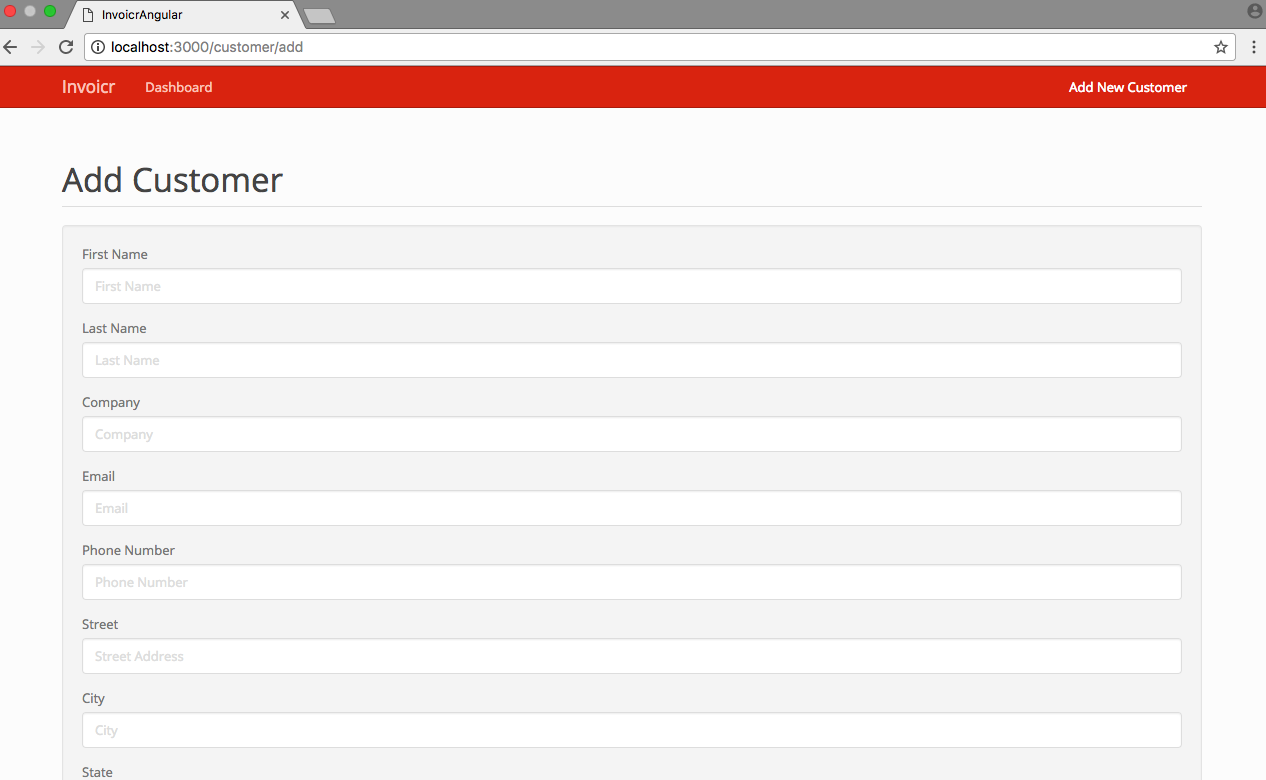 InvoicrAngular
localhost:3000/customer/add
Invoicr Dashboard Add New Customer
Add Customer
First Name
First Name
Last Name
Last Name
Company
Company
Email
Email
Phone Number
Phone Number
Street
Street Address
City
City
State